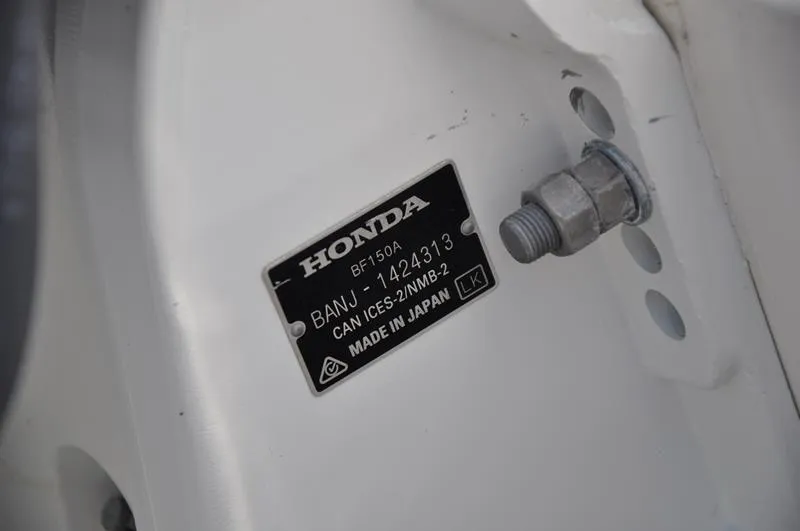 HONDA
BF150A
BANJ - 1424313
CAN ICES-2/NMB-2
MADE IN JAPAN
LK